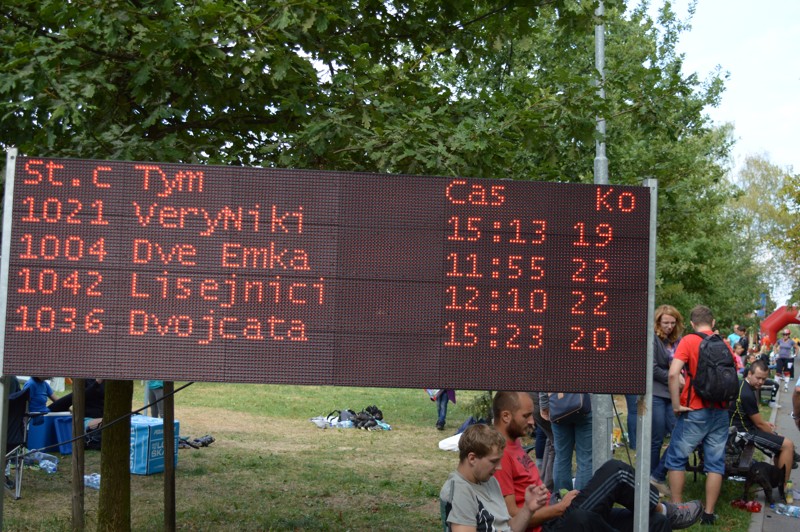 St.c Tym Cas Ko
1021 VeryNiki 15:13 19
1004 Dve Emka 11:55 22
1042 Lisejnici 12:10 22
1036 Dvojcata 15:23 20